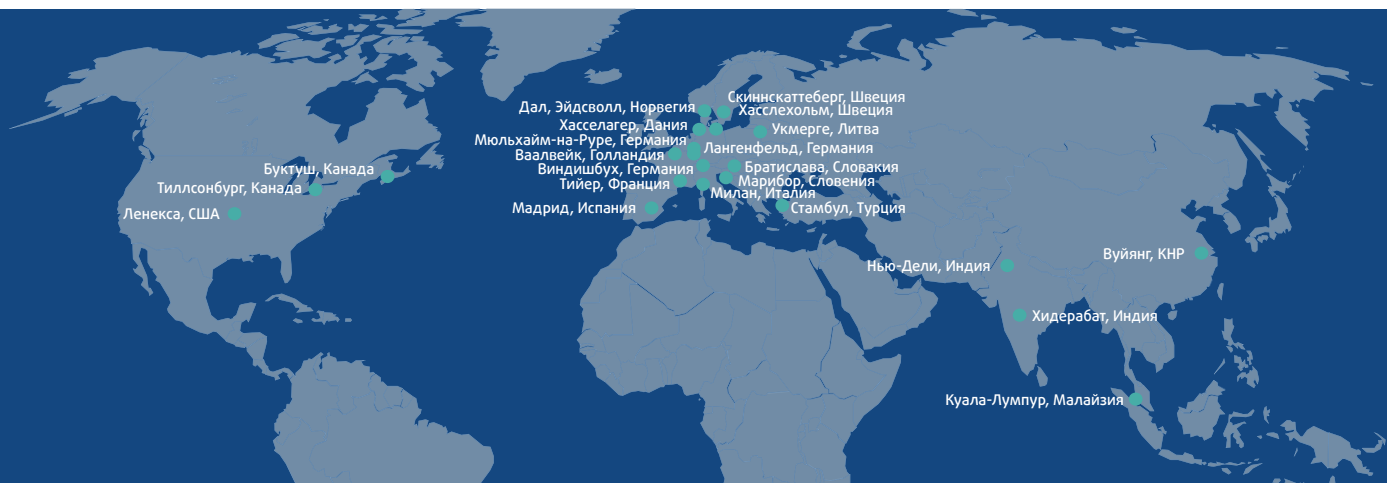 Скиннскаттеберг, Швеция
Дал, Эйдсволл, Норвегия
Хасслехольм, Швеция
Хасселагер, Дания
Укмерге, Литва
Мюльхайм-на-Руре, Германия
Лангенфельд, Германия
Ваалвейк, Голландия
Виндишбух, Германия
Братислава, Словакия
Тийер, Франция
Марибор, Словения
Милан, Италия
Мадрид, Испания
Стамбул, Турция
Буктуш, Канада
Тиллсонбург, Канада
Ленекса, США
Вуйянг, КНР
Нью-Дели, Индия
Хидерабат, Индия
Куала-Лумпур, Малайзия